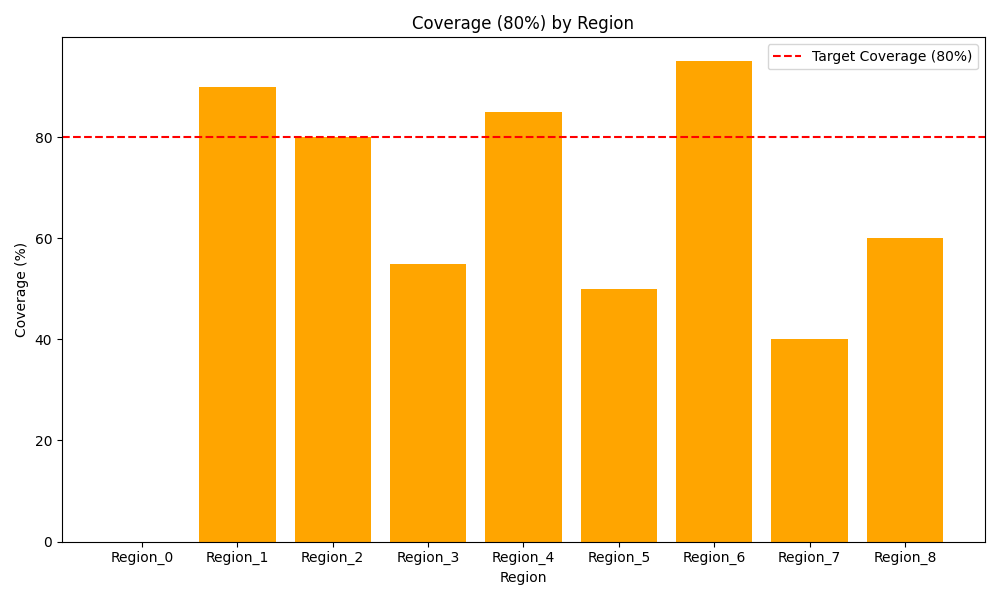 Coverage (80%) by Region
Target Coverage (80%)
Coverage (%)
80
60
40
20
0
Region_0 Region_1 Region_2 Region_3 Region_4 Region_5 Region_6 Region_7 Region_8
Region